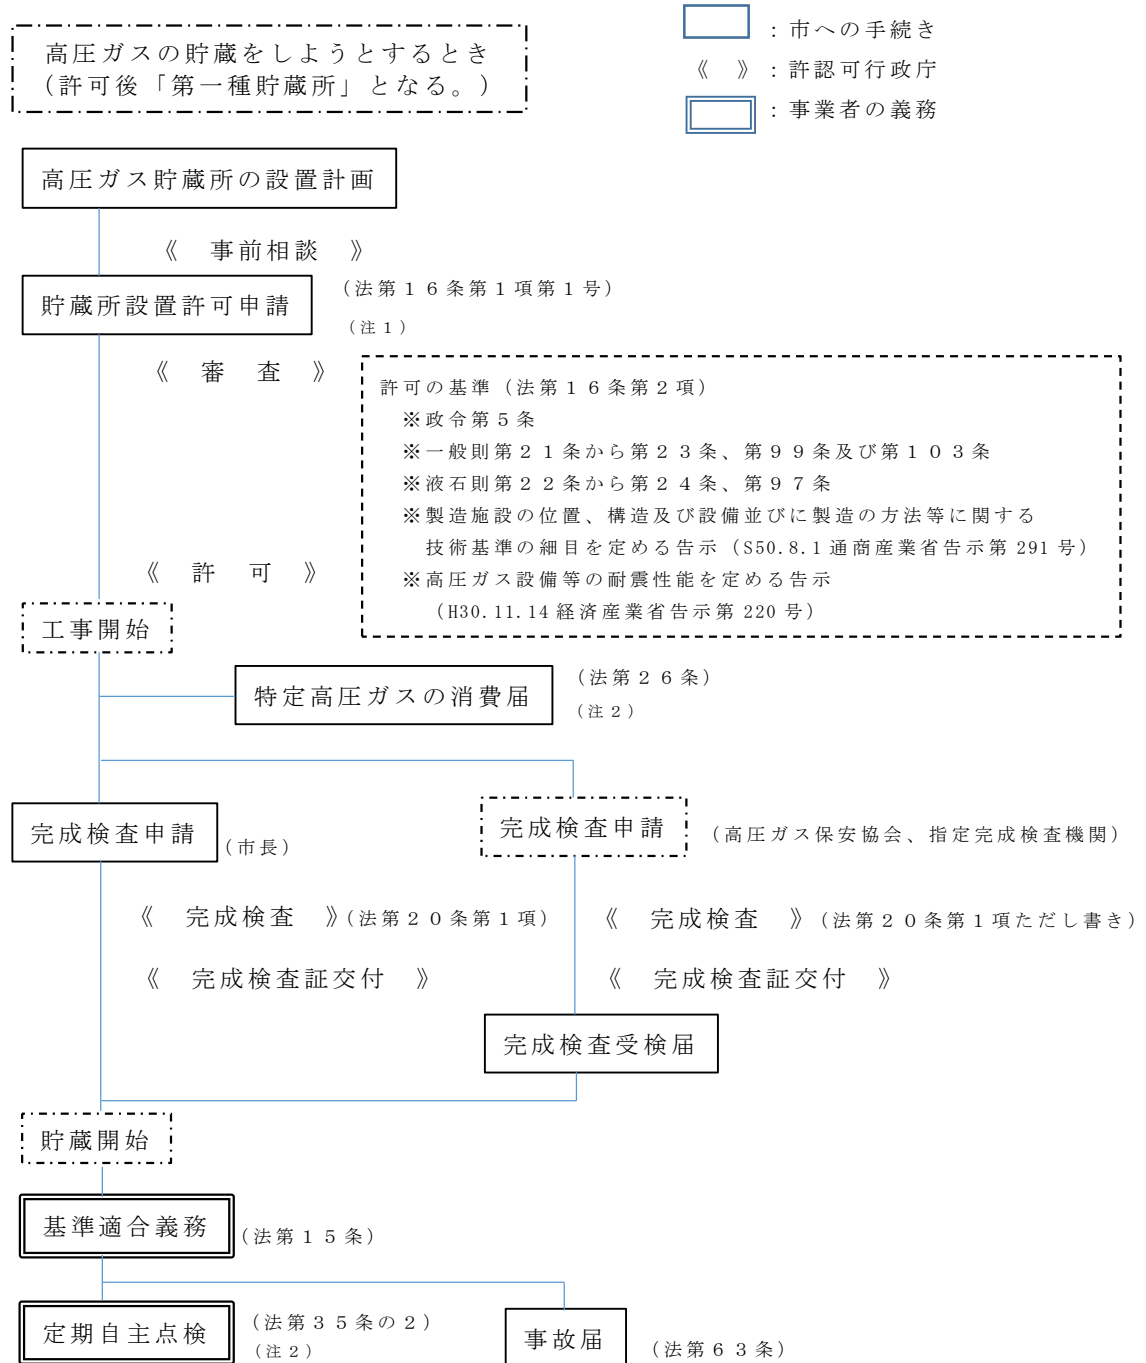 高圧ガスの貯蔵をしようとするとき
(許可後「第一種貯蔵所」となる。)
：市への手続き
《　》：許認可行政庁
：事業者の義務
高圧ガス貯蔵所の設置計画
《　事前相談　》
貯蔵所設置許可申請
(法第１６条第１項第１号)
(注１)
《　審　査　》
許可の基準(法第１６条第２項)
※政令第５条
※一般則第２１条から第２３条、第９９条及び第１０３条
※液石則第２２条から第２４条、第９７条
※製造施設の位置、構造及び設備並びに製造の方法等に関する
技術基準の細目を定める告示(S50.8.1通商産業省告示第291号)
※高圧ガス設備等の耐震性能を定める告示
(H30.11.14経済産業省告示第220号)
《　許　可　》
工事開始
特定高圧ガスの消費届
(法第２６条)
(注２)
完成検査申請
(市長)
完成検査申請
(高圧ガス保安協会、指定完成検査機関)
《　完成検査　》(法第２０条第１項)
《　完成検査　》(法第２０条第１項ただし書き)
《　完成検査証交付　》
《　完成検査証交付　》
完成検査受検届
貯蔵開始
基準適合義務
(法第１５条)
定期自主点検
(法第３５条の２)
(注２)
事故届
(法第６３条)